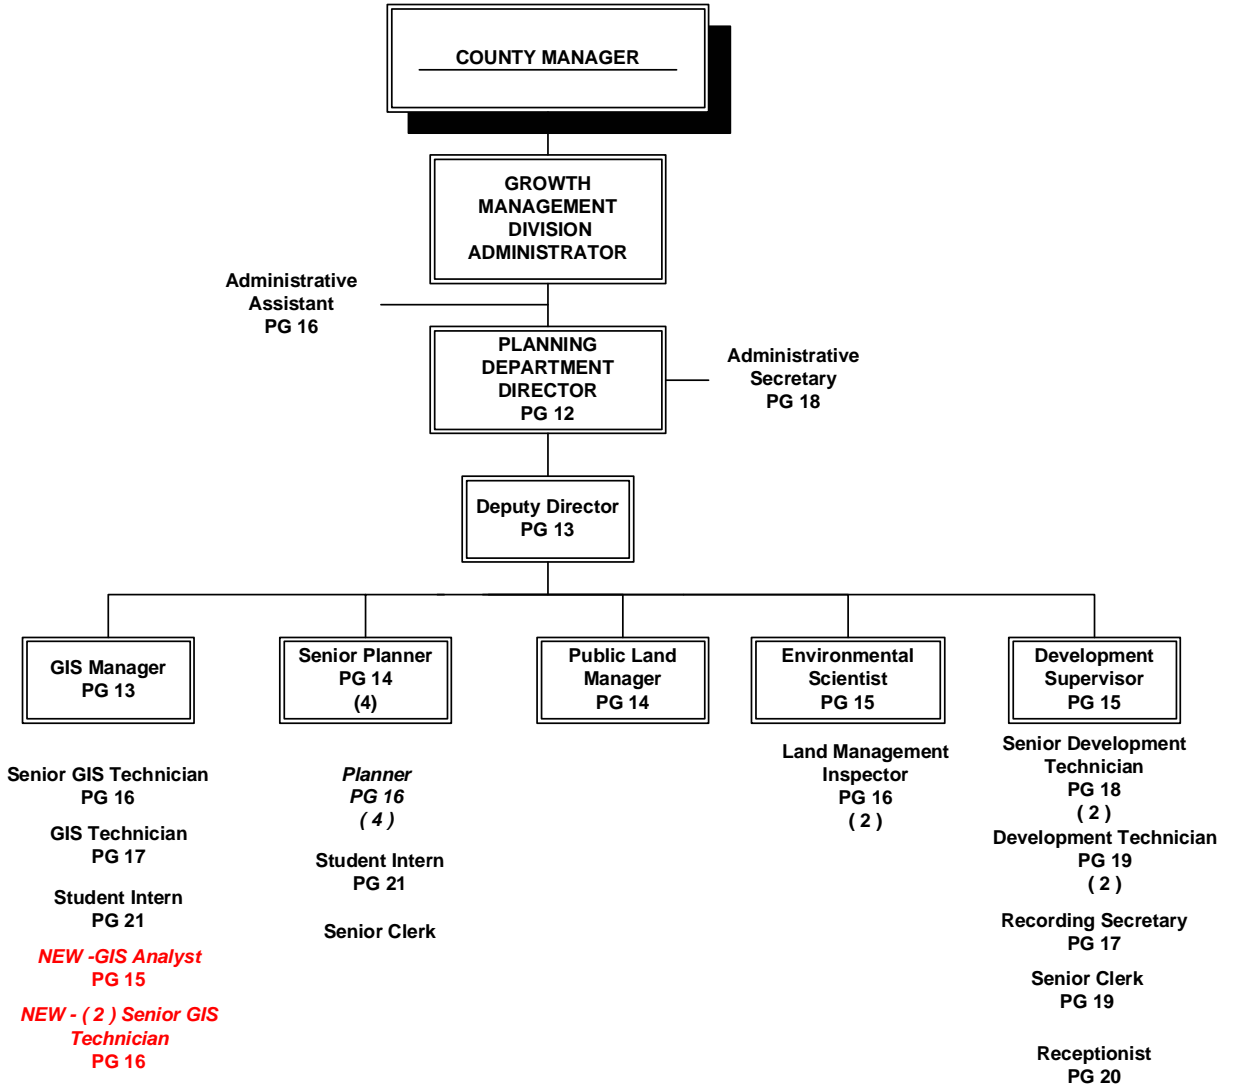 COUNTY MANAGER
GROWTH
MANAGEMENT
DIVISION
ADMINISTRATOR
Administrative
Assistant
PG 16
PLANNING
DEPARTMENT
DIRECTOR
PG 12
Administrative
Secretary
PG 18
Deputy Director
PG 13
GIS Manager
PG 13
Senior Planner
PG 14
(4)
Public Land
Manager
PG 14
Environmental
Scientist
PG 15
Development
Supervisor
PG 15
Senior GIS Technician
PG 16
GIS Technician
PG 17
Student Intern
PG 21
NEW -GIS Analyst
PG 15
NEW - ( 2 ) Senior GIS
Technician
PG 16
Planner
PG 16
( 4 )
Student Intern
PG 21
Senior Clerk
Land Management
Inspector
PG 16
( 2 )
Senior Development
Technician
PG 18
( 2 )
Development Technician
PG 19
( 2 )
Recording Secretary
PG 17
Senior Clerk
PG 19
Receptionist
PG 20